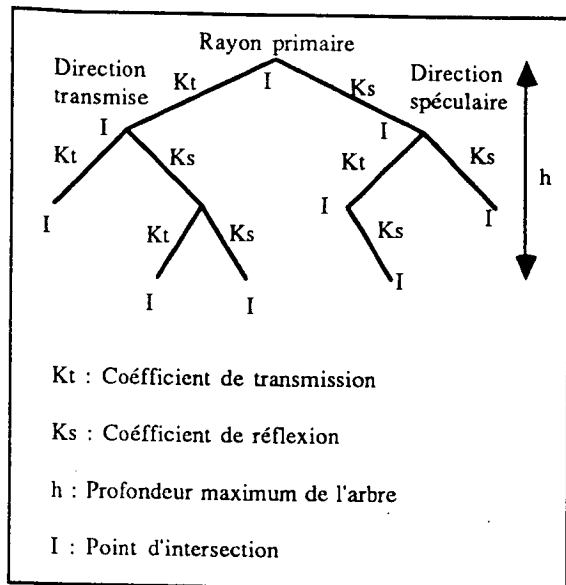 Rayon primaire
Direction
transmise
Kt
I
Ks
Direction
spéculaire
I
I
Kt
Ks
Kt
Ks
h
I
I
I
Kt
Ks
Ks
I
I
I
Kt : Coéfficient de transmission
Ks : Coéfficient de réflexion
h : Profondeur maximum de l'arbre
I : Point d'intersection